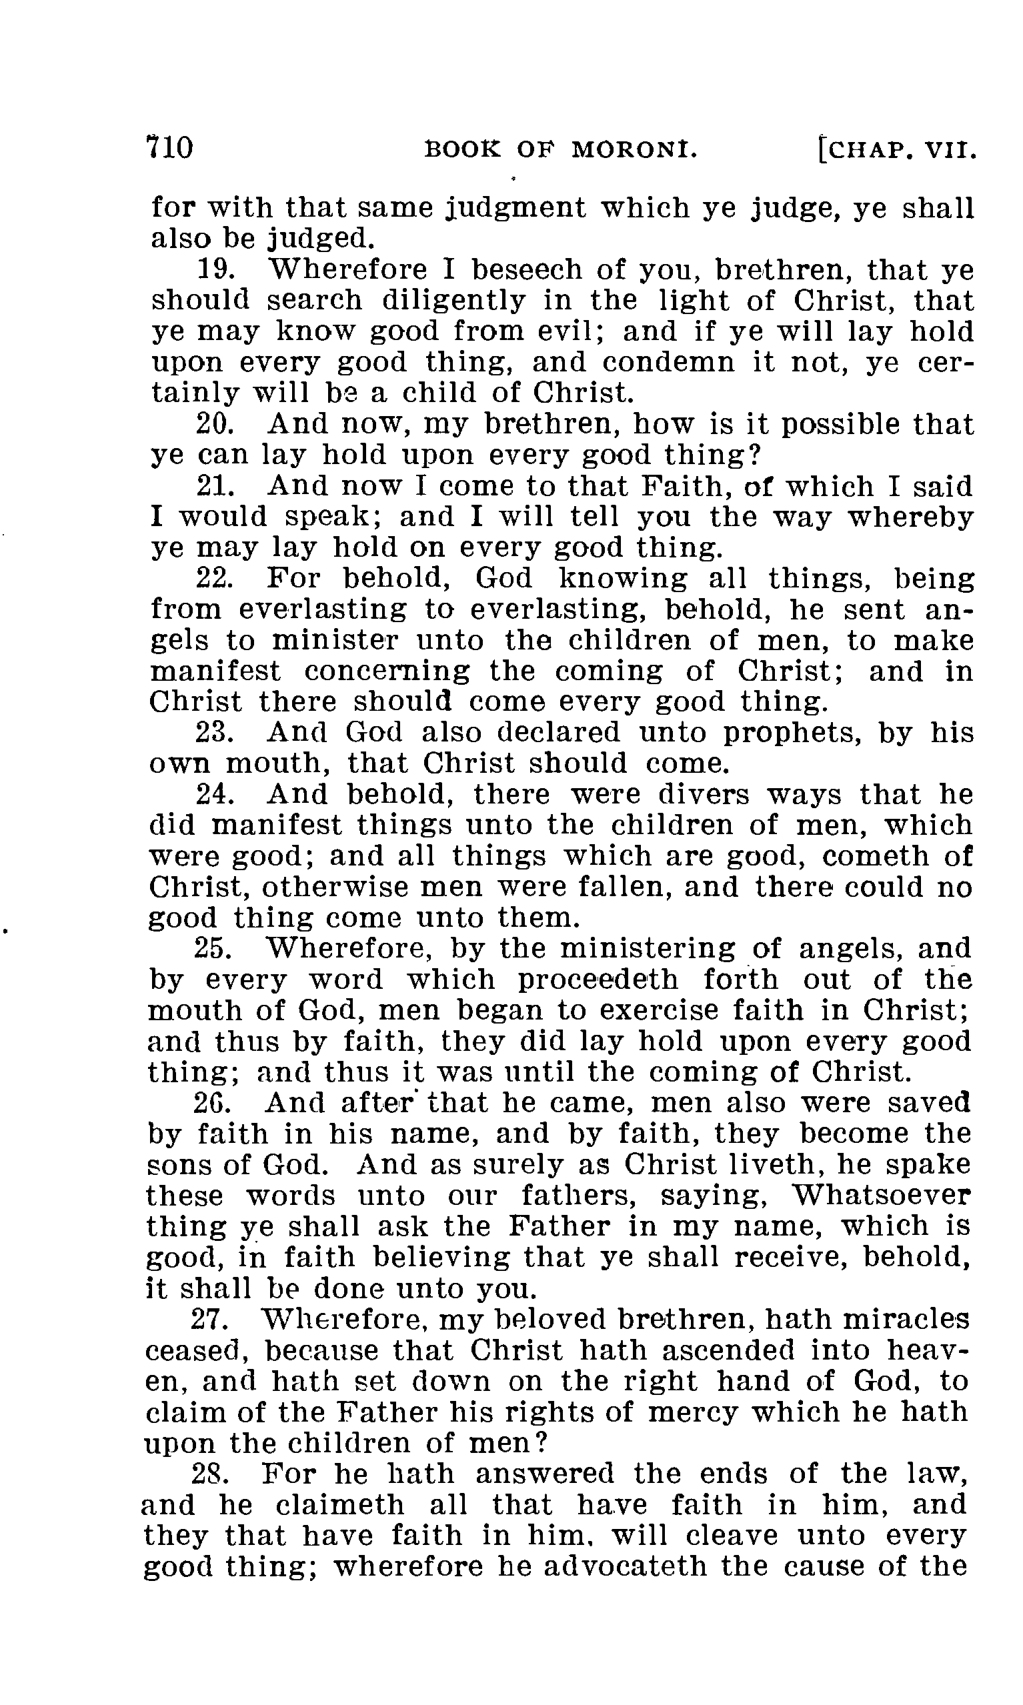 710 BOOK OF MORONI. [CHAP. VII.
for with that same judgment which ye judge, ye shall
also be judged.
19. Wherefore I beseech of you, brethren, that ye
should search diligently in the light of Christ, that
ye may know good from evil; and if ye will lay hold
upon every good thing, and condemn it not, ye cer-
tainly will be a child of Christ.
20. And now, my brethren, how is it possible that
ye can lay hold upon every good thing?
21. And now I come to that Faith, of which I said
I would speak; and I will tell you the way whereby
ye may lay hold on every good thing.
22. For behold, God knowing all things, being
from everlasting to everlasting, behold, he sent an-
gels to minister unto the children of men, to make
manifest concerning the coming of Christ; and in
Christ there should come every good thing.
23. And God also declared unto prophets, by his
own mouth, that Christ should come.
24. And behold, there were divers ways that he
did manifest things unto the children of men, which
were good; and all things which are good, cometh of
Christ, otherwise men were fallen, and there could no
good thing come unto them.
25. Wherefore, by the ministering of angels, and
by every word which proceedeth forth out of the
mouth of God, men began to exercise faith in Christ;
and thus by faith, they did lay hold upon every good
thing; and thus it was until the coming of Christ.
26. And after that he came, men also were saved
by faith in his name, and by faith, they become the
sons of God. And as surely as Christ liveth, he spake
these words unto our fathers, saying, Whatsoever
thing ye shall ask the Father in my name, which is
good, in faith believing that ye shall receive, behold,
it shall be done unto you.
27. Wherefore, my beloved brethren, hath miracles
ceased, because that Christ hath ascended into heav-
en, and hath set down on the right hand of God, to
claim of the Father his rights of mercy which he hath
upon the children of men?
28. For he hath answered the ends of the law,
and he claimeth all that have faith in him, and
they that have faith in him, will cleave unto every
good thing; wherefore he advocateth the cause of the